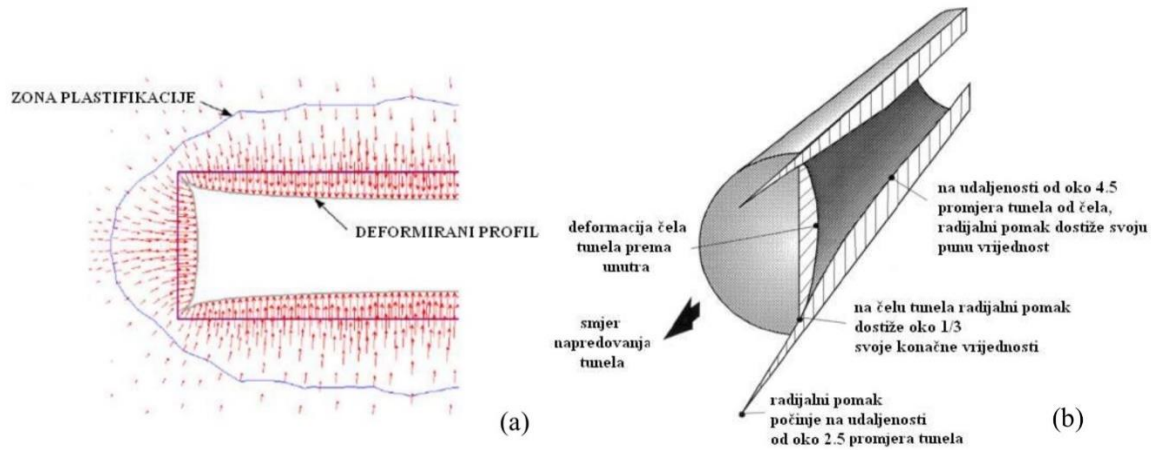 ZONA PLASTIFIKACIJE
DEFORMIRANI PROFIL
(a)
deformacija čela
tunela prema
unutra
smjer
napredovanja
tunela
na udaljenosti od oko 4.5
promjera tunela od čela,
radijalni pomak dostiže svoju
punu vrijednost
na čelu tunela radijalni pomak
dostiže oko 1/3
svoje konačne vrijednosti
radijalni pomak
počinje na udaljenosti
od oko 2.5 promjera tunela
(b)